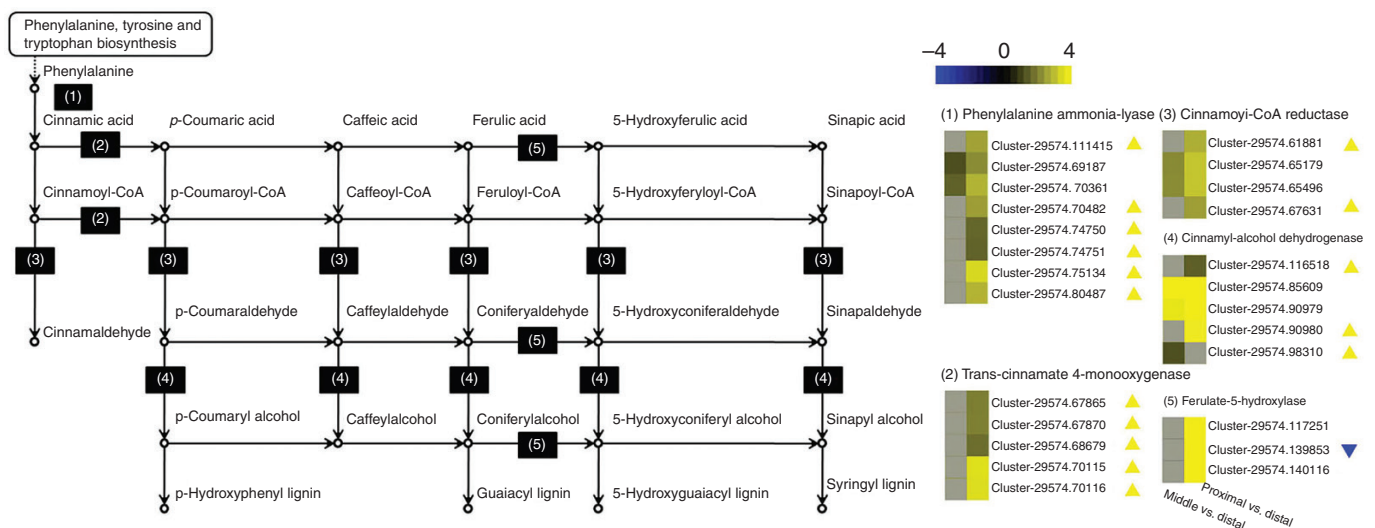 Phenylalanine, tyrosine and
tryptophan biosynthesis
Phenylalanine
(1)
Cinnamic acid
p-Coumaric acid
Caffeic acid
Ferulic acid
5-Hydroxyferulic acid
Sinapic acid
(2)
(5)
Cinnamoyl-CoA
p-Coumaroyl-CoA
Caffeoyl-CoA
Feruloyl-CoA
5-Hydroxyferyloyl-CoA
Sinapoyl-CoA
(2)
(3)
(3)
(3)
(3)
(3)
(3)
Cinnamaldehyde
p-Coumaraldehyde
Caffeylaldehyde
Coniferyaldehyde
5-Hydroxyconiferaldehyde
Sinapaldehyde
(5)
(4)
(4)
(4)
(4)
(4)
p-Coumaryl alcohol
Caffeylalcohol
Coniferylalcohol
5-Hydroxyconiferyl alcohol
Sinapyl alcohol
(5)
p-Hydroxyphenyl lignin
Guaiacyl lignin
5-Hydroxyguaiacyl lignin
Syringyl lignin
−4 0 4
(1) Phenylalanine ammonia-lyase
Cluster-29574.111415
Cluster-29574.69187
Cluster-29574. 70361
Cluster-29574.70482
Cluster-29574.74750
Cluster-29574.74751
Cluster-29574.75134
Cluster-29574.80487
(2) Trans-cinnamate 4-monooxygenase
Cluster-29574.67865
Cluster-29574.67870
Cluster-29574.68679
Cluster-29574.70115
Cluster-29574.70116
(3) Cinnamoyi-CoA reductase
Cluster-29574.61881
Cluster-29574.65179
Cluster-29574.65496
Cluster-29574.67631
(4) Cinnamyl-alcohol dehydrogenase
Cluster-29574.116518
Cluster-29574.85609
Cluster-29574.90979
Cluster-29574.90980
Cluster-29574.98310
(5) Ferulate-5-hydroxylase
Cluster-29574.117251
Cluster-29574.139853
Cluster-29574.140116
Proximal vs. distal
Middle vs. distal